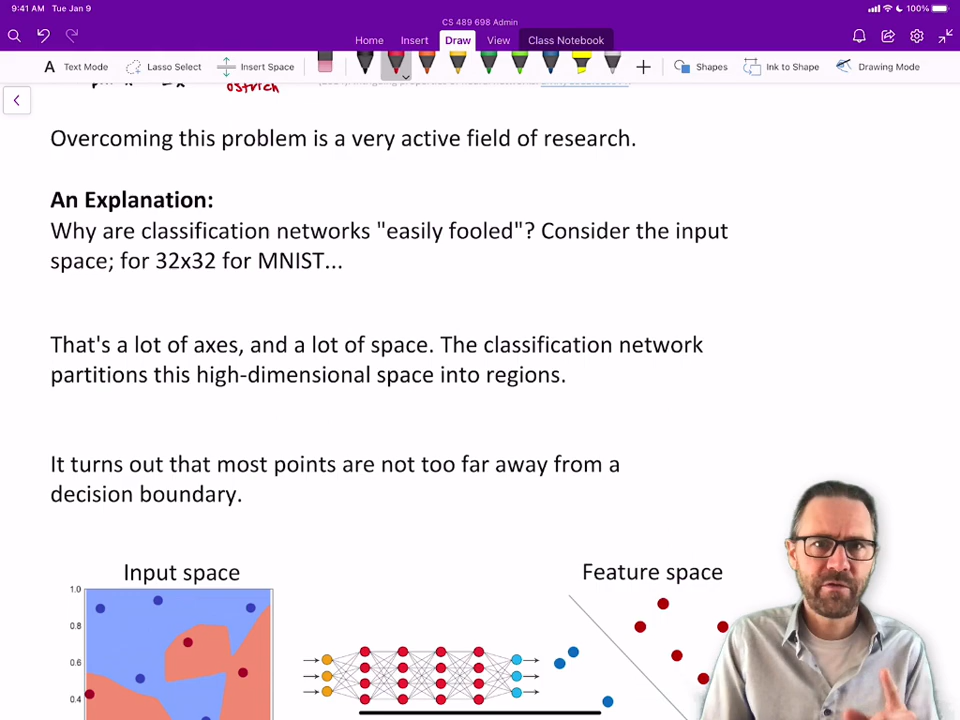 9:41 AM Tue Jan 9
100%
CS 489 698 Admin
Home Insert Draw View Class Notebook
A Text Mode Lasso Select Insert Space Shapes Ink to Shape Drawing Mode
ostrich
Overcoming this problem is a very active field of research.
An Explanation:
Why are classification networks "easily fooled"? Consider the input
space; for 32x32 for MNIST...
That's a lot of axes, and a lot of space. The classification network
partitions this high-dimensional space into regions.
It turns out that most points are not too far away from a
decision boundary.
Input space
Feature space
1.0
0.8
0.6
0.4